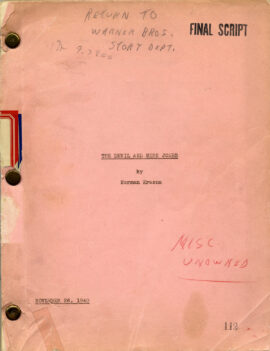 RETURN TO
WARNER BROS.
STORY DEPT.
FINAL SCRIPT
THE DEVIL AND MISS JONES
by
Norman Krasna
MISC.
UNOWNED
NOVEMBER 26, 1940
113